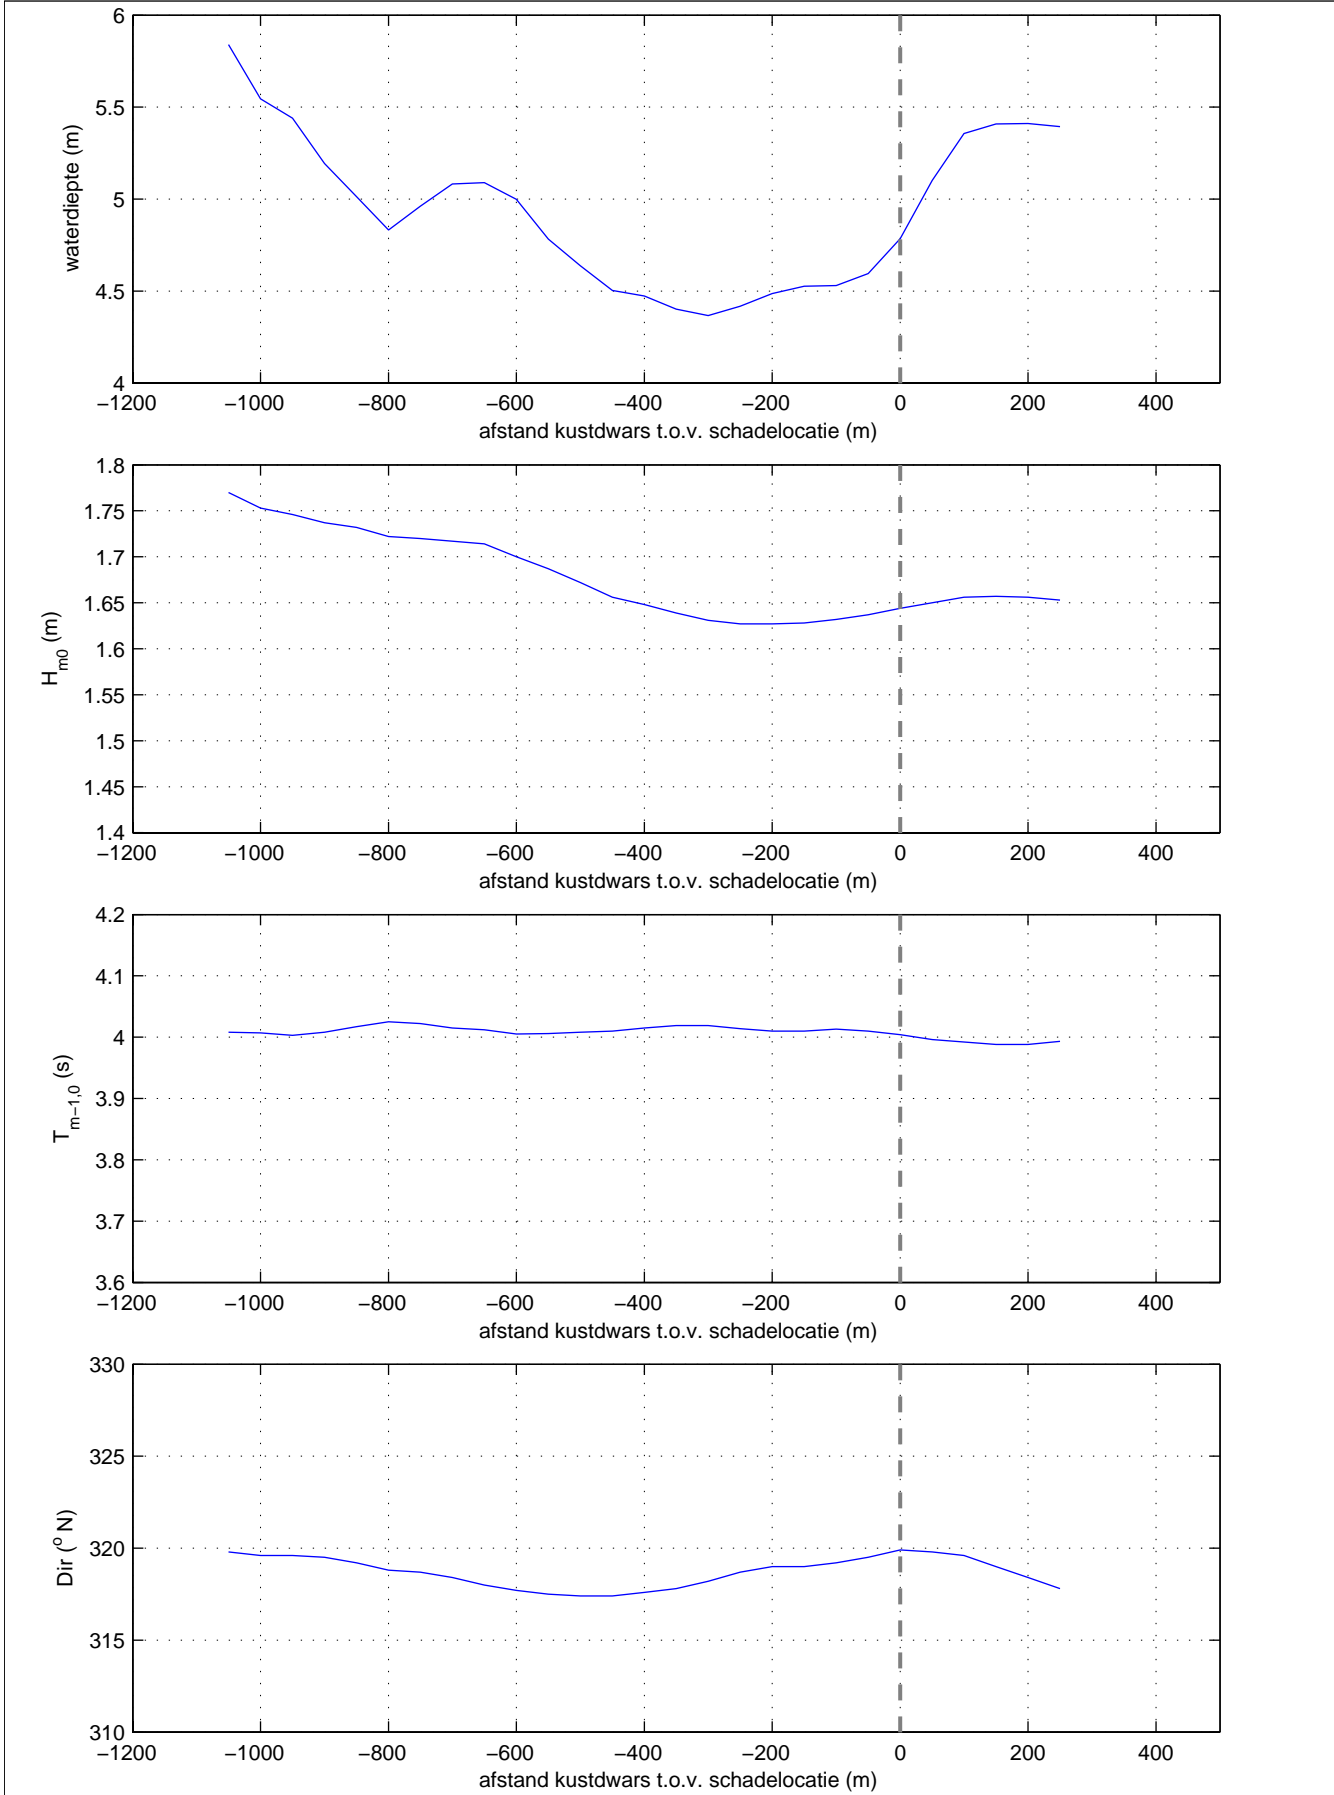 6
5.5
5
4.5
4
waterdiepte (m)
−1200 −1000 −800 −600 −400 −200 0 200 400
afstand kustdwars t.o.v. schadelocatie (m)
1.8
1.75
1.7
1.65
1.6
1.55
1.5
1.45
1.4
Hm0 (m)
−1200 −1000 −800 −600 −400 −200 0 200 400
afstand kustdwars t.o.v. schadelocatie (m)
4.2
4.1
4
3.9
3.8
3.7
3.6
Tm−1,0 (s)
−1200 −1000 −800 −600 −400 −200 0 200 400
afstand kustdwars t.o.v. schadelocatie (m)
330
325
320
315
310
Dir (o N)
−1200 −1000 −800 −600 −400 −200 0 200 400
afstand kustdwars t.o.v. schadelocatie (m)